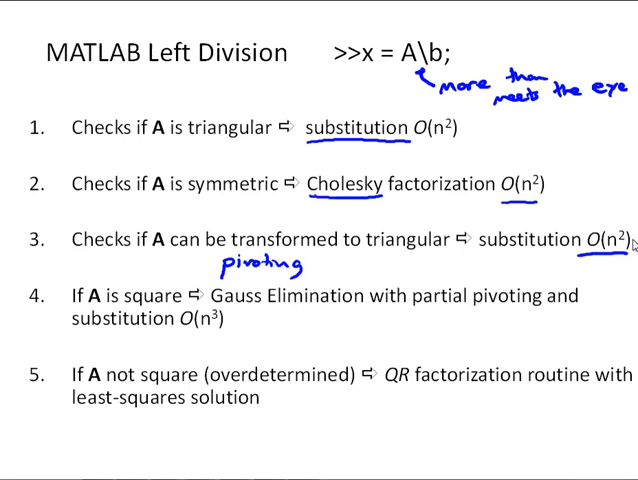 MATLAB Left Division >>x = A\b;
more than
meets the eye
1. Checks if A is triangular ⇨ substitution O(n²)
2. Checks if A is symmetric ⇨ Cholesky factorization O(n²)
3. Checks if A can be transformed to triangular ⇨ substitution O(n²)
pivoting
4. If A is square ⇨ Gauss Elimination with partial pivoting and
substitution O(n³)
5. If A not square (overdetermined) ⇨ QR factorization routine with
least-squares solution